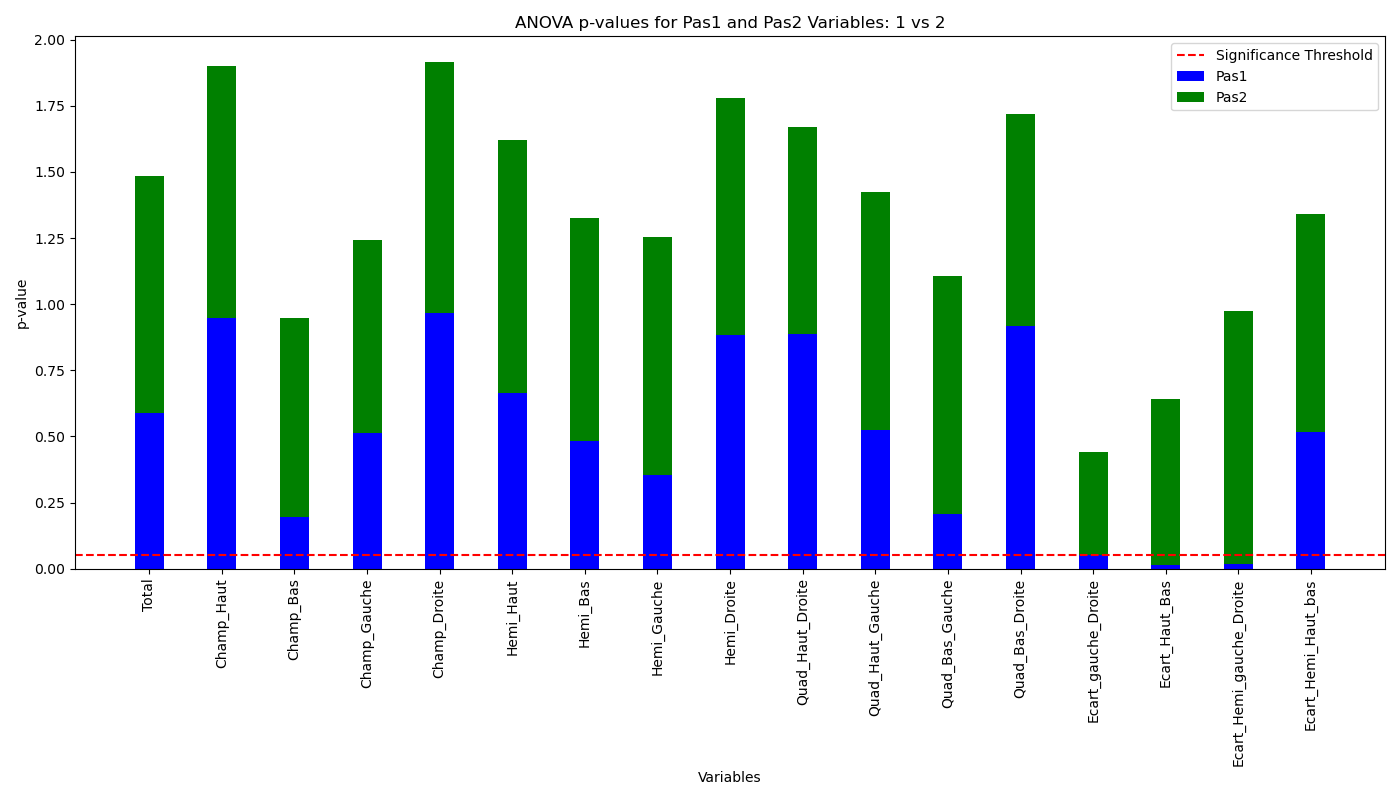 ANOVA p-values for Pas1 and Pas2 Variables: 1 vs 2
Significance Threshold
Pas1
Pas2
p-value
2.00
1.75
1.50
1.25
1.00
0.75
0.50
0.25
0.00
Total
Champ_Haut
Champ_Bas
Champ_Gauche
Champ_Droite
Hemi_Haut
Hemi_Bas
Hemi_Gauche
Hemi_Droite
Quad_Haut_Droite
Quad_Haut_Gauche
Quad_Bas_Gauche
Quad_Bas_Droite
Ecart_gauche_Droite
Ecart_Haut_Bas
Ecart_Hemi_gauche_Droite
Ecart_Hemi_Haut_bas
Variables